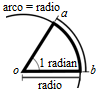 arco = radio
a
1 radian
o
b
radio